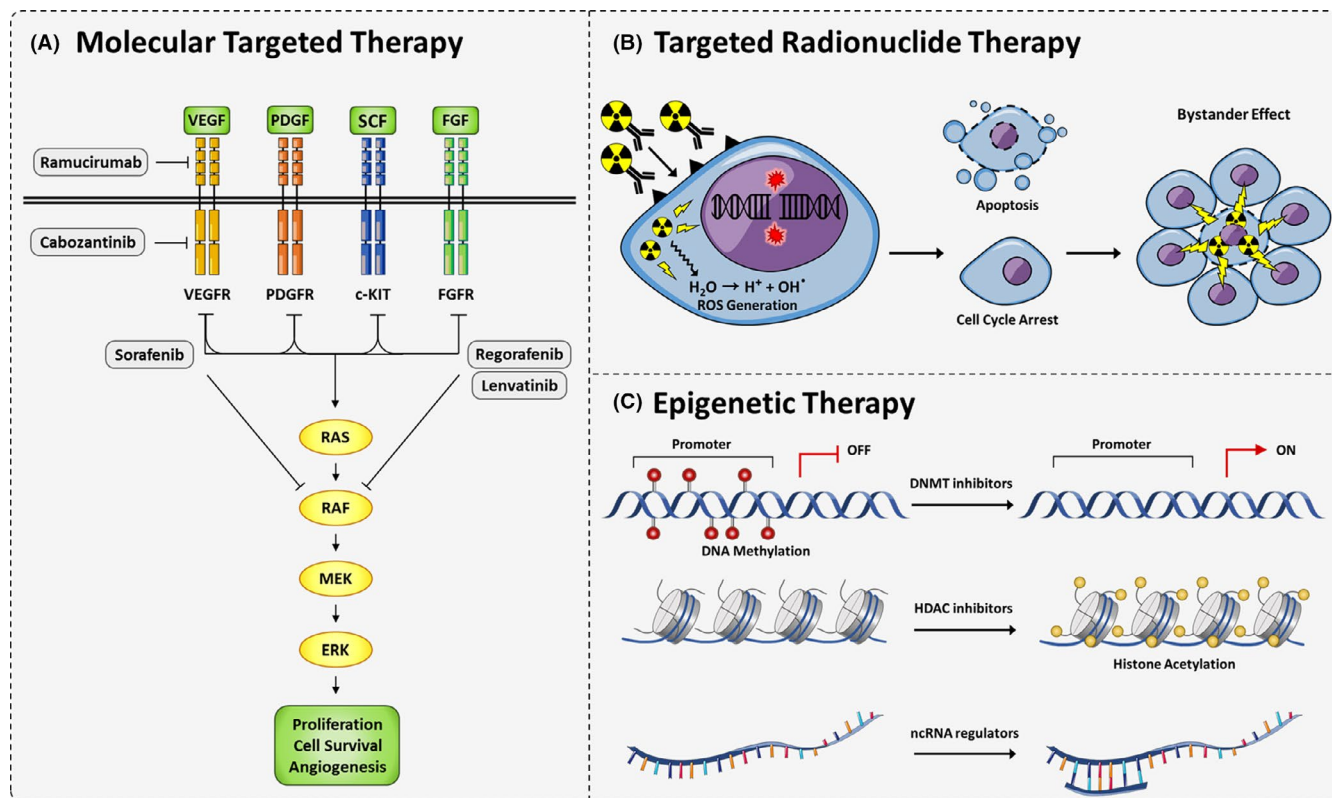 (A) Molecular Targeted Therapy
VEGF
PDGF
SCF
FGF
Ramucirumab
Cabozantinib
VEGFR
PDGFR
c-KIT
FGFR
Sorafenib
Regorafenib
Lenvatinib
RAS
RAF
MEK
ERK
Proliferation
Cell Survival
Angiogenesis
(B) Targeted Radionuclide Therapy
H₂O → H⁺ + OH•
ROS Generation
Apoptosis
Cell Cycle Arrest
Bystander Effect
(C) Epigenetic Therapy
Promoter
OFF
DNA Methylation
DNMT inhibitors
Promoter
ON
HDAC inhibitors
Histone Acetylation
ncRNA regulators